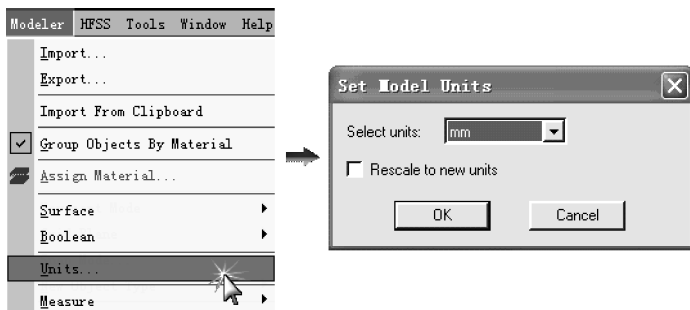 Modeler HFSS Tools Window Help
Import...
Export...
Import From Clipboard
Group Objects By Material
Assign Material...
Surface
Boolean
Units...
Measure
Set Model Units
Select units: mm
Rescale to new units
OK Cancel